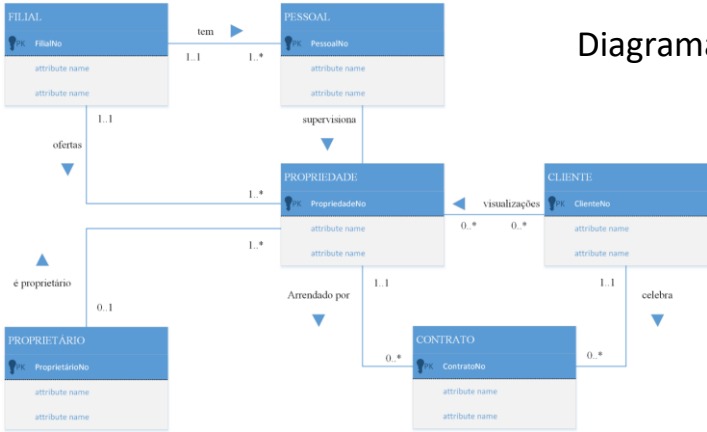 FILIAL
PK FilialNo
attribute name
attribute name
tem
1..1
1..*
PESSOAL
PK PessoalNo
attribute name
attribute name
Diagrama
1..1
ofertas
1..*
supervisiona
PROPRIEDADE
PK PropriedadeNo
attribute name
attribute name
visualizações
0..*
0..*
CLIENTE
PK ClienteNo
attribute name
attribute name
1..*
é proprietário
0..1
Arrendado por
1..1
0..*
1..1
celebra
0..*
PROPRIETÁRIO
PK ProprietárioNo
attribute name
attribute name
CONTRATO
PK ContratoNo
attribute name
attribute name